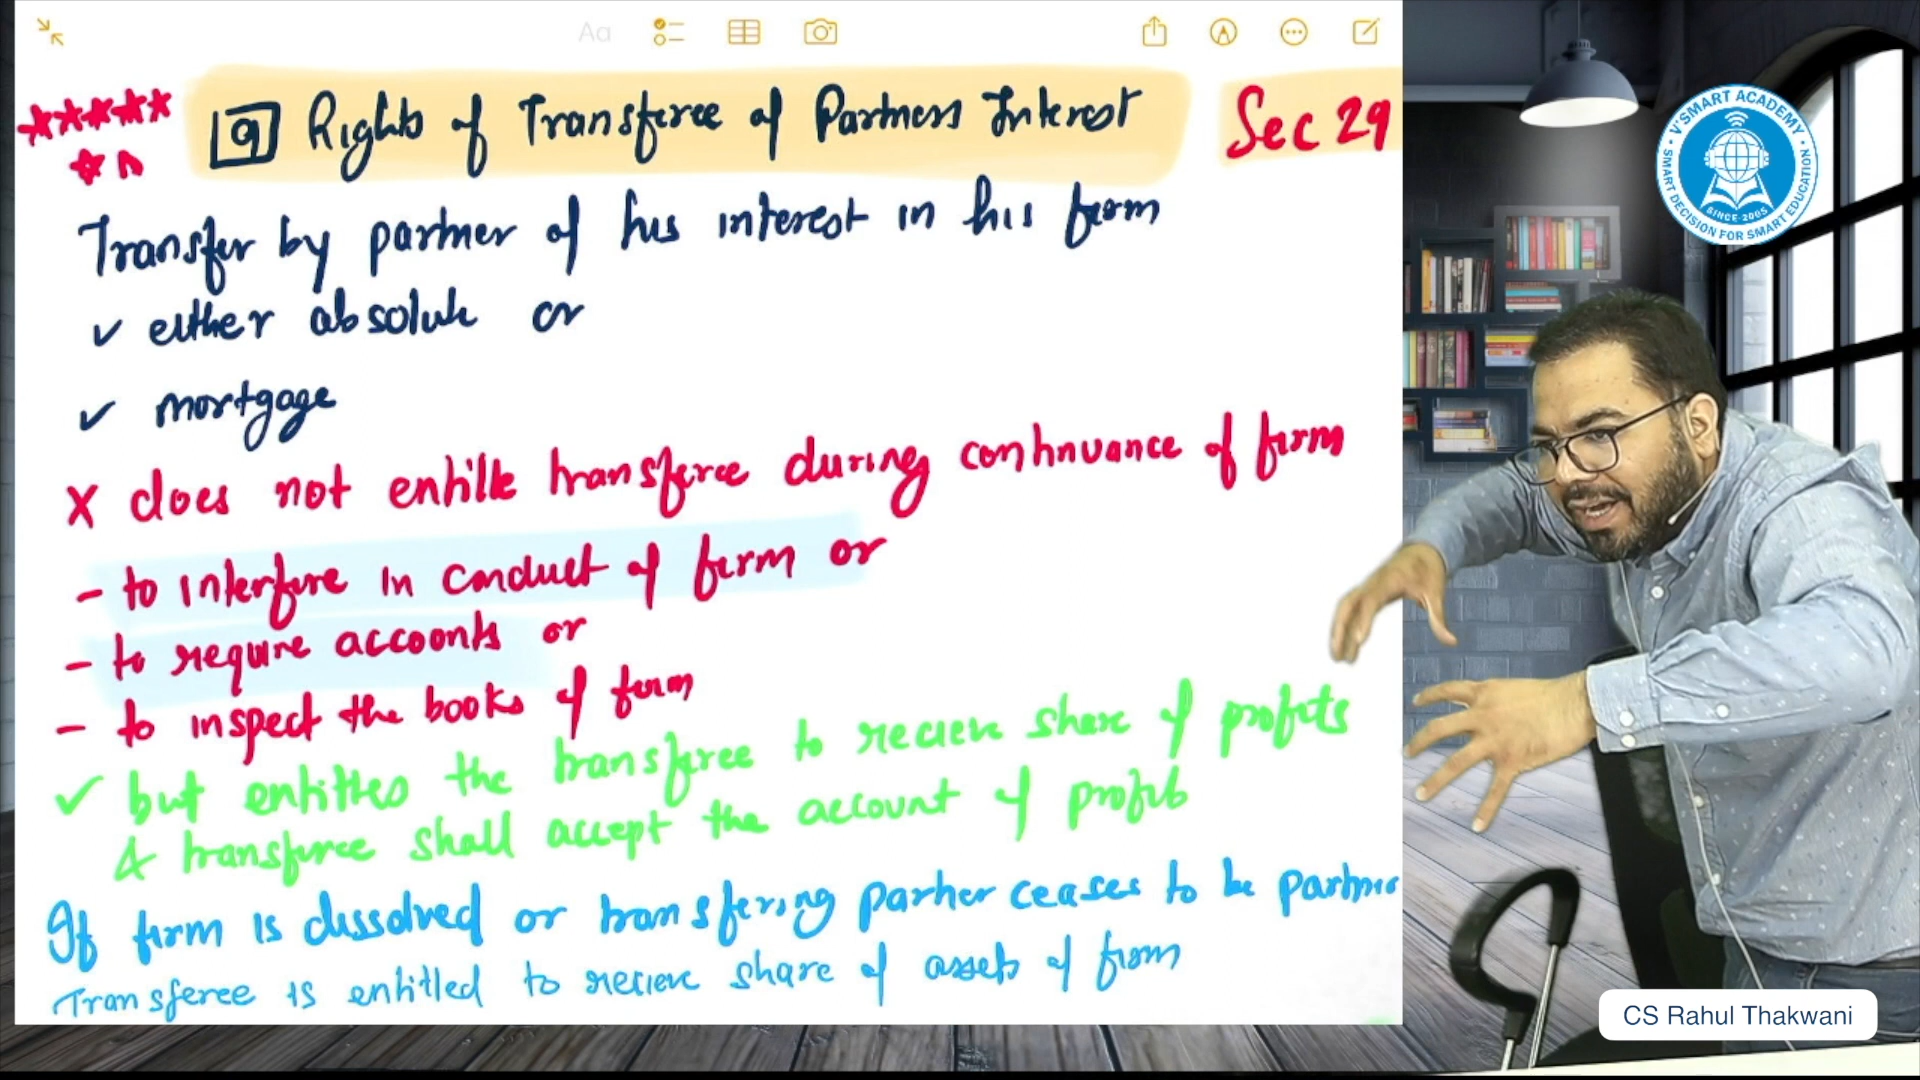 Aa
9 Rights of Transferee of Partners Interest Sec 29
Transfer by partner of his interest in his firm
✓ either absolute or
✓ mortgage
X does not entitle transferee during continuance of firm
- to interfere in conduct of firm or
- to require accounts or
- to inspect the books of firm
✓ but entittes the transferee to recieve share of profits
& transferee shall accept the account of profits
If firm is dissolved or transfering partner ceases to be partner
Transferee is entitled to recieve share of assets of firm
V'SMART ACADEMY
SINCE-2005
SMART DECISION FOR SMART EDUCATION
CS Rahul Thakwani